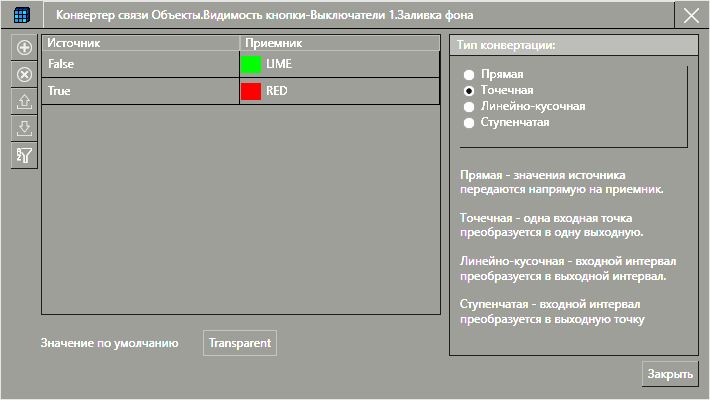 Конвертер связи Объекты.Видимость кнопки-Выключатели 1.Заливка фона
Источник Приемник
False LIME
True RED
Значение по умолчанию Transparent
Тип конвертации:
Прямая
Точечная
Линейно-кусочная
Ступенчатая
Прямая - значения источника
передаются напрямую на приемник.
Точечная - одна входная точка
преобразуется в одну выходную.
Линейно-кусочная - входной интервал
преобразуется в выходной интервал.
Ступенчатая - входной интервал
преобразуется в выходную точку
Закрыть